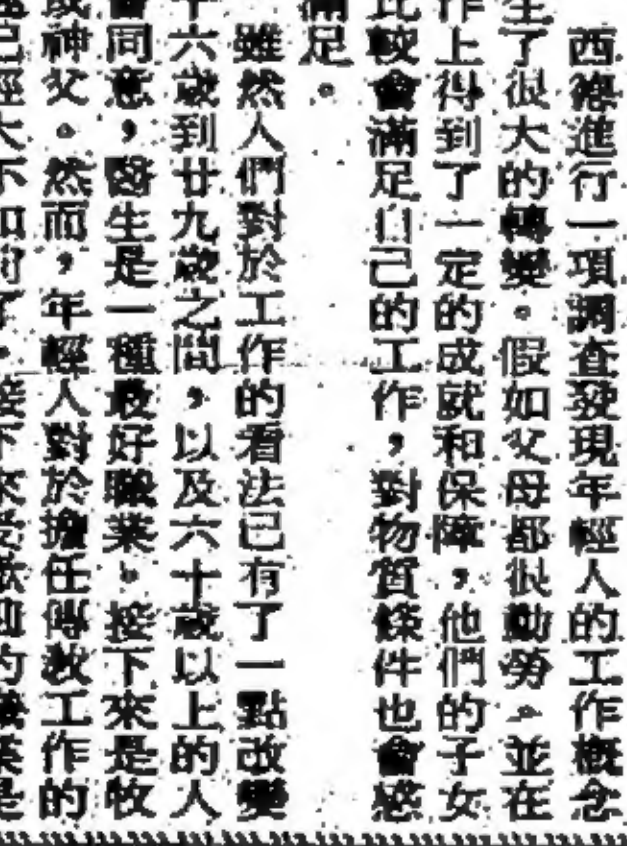 西德進行一項調查發現年輕人的工作概念
生了很大的轉變。假如父母都很勤勞,並在
作上得到了一定的成就和保障,他們的子女
比較會滿足自己的工作,對物質條件也會感
滿足。
雖然人們對於工作的看法已有了一點改變
十六歲到廿九歲之間,以及六十歲以上的人
會同意,醫生是一種最好職業。接下來是牧
或神父。然而,年輕人對於擔任傳教工作的
已經大不如前了。接下來受歡迎的職業是